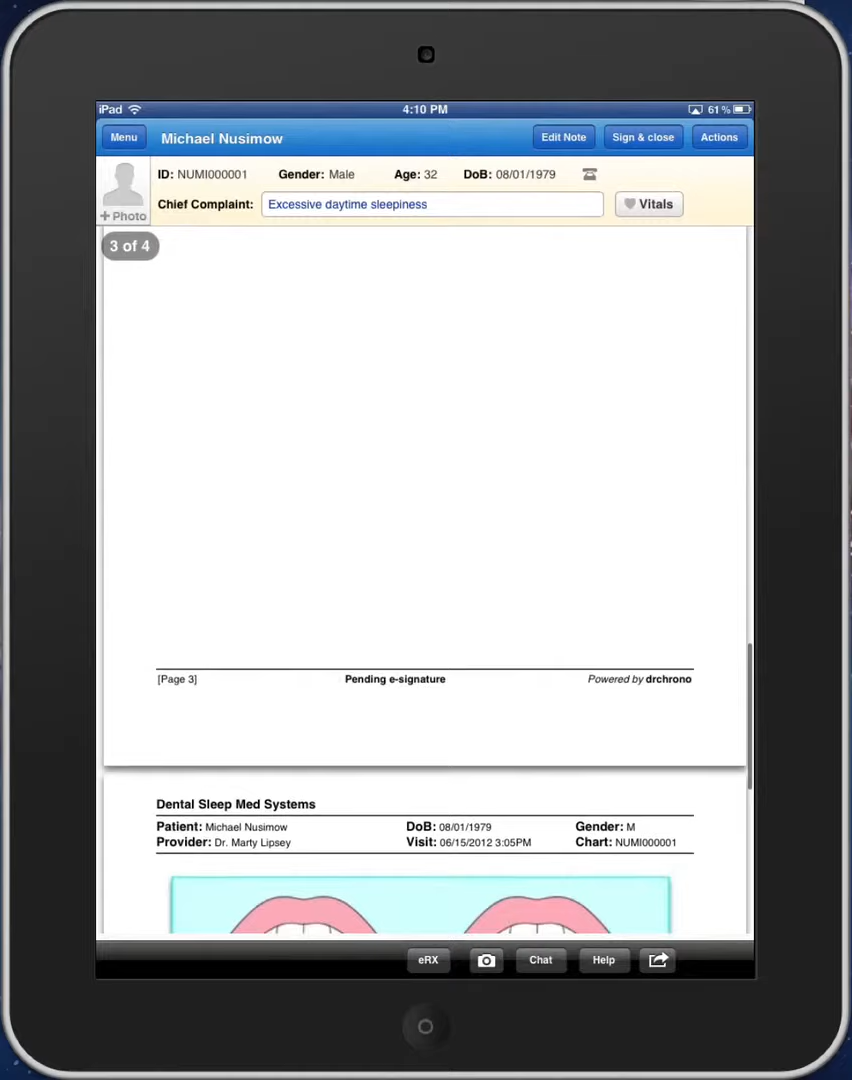 iPad 4:10 PM 61%
Menu Michael Nusimow Edit Note Sign & close Actions
ID: NUMI000001 Gender: Male Age: 32 DoB: 08/01/1979
+ Photo Chief Complaint: Excessive daytime sleepiness Vitals
3 of 4
[Page 3] Pending e-signature Powered by drchrono
Dental Sleep Med Systems
Patient: Michael Nusimow DoB: 08/01/1979 Gender: M
Provider: Dr. Marty Lipsey Visit: 06/15/2012 3:05PM Chart: NUMI000001
eRX Chat Help